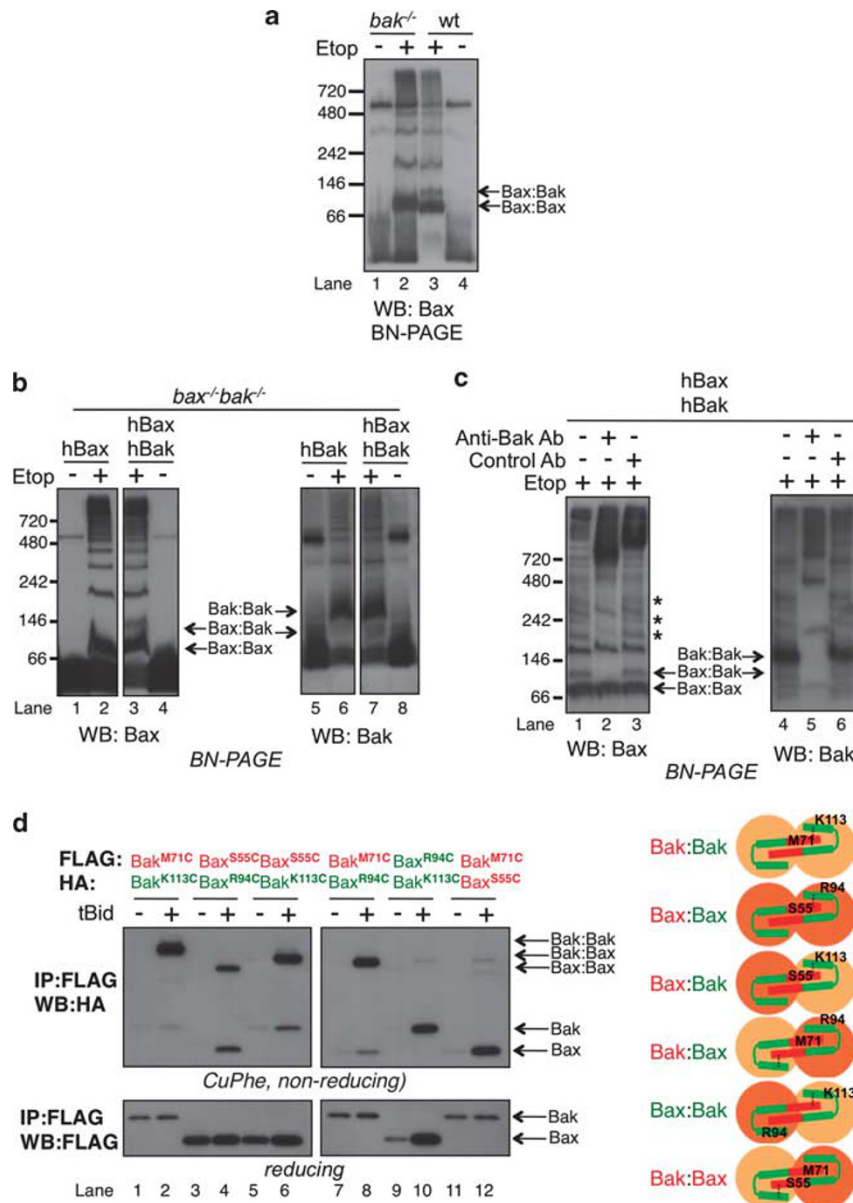 a
bak-/- wt
Etop - + + -
720
480
242
146
66
Bax:Bak
Bax:Bax
Lane 1 2 3 4
WB: Bax
BN-PAGE
b
bax-/-bak-/-
hBax hBax hBak
hBak hBax hBak
Etop - + + - - + + -
720
480
242
146
66
Bak:Bak
Bax:Bak
Bax:Bax
Lane 1 2 3 4 5 6 7 8
WB: Bax WB: Bak
BN-PAGE
c
hBax
hBak
Anti-Bak Ab - + - - + -
Control Ab - - + - - +
Etop + + + + + +
720
480
242
146
66
*
*
*
Bak:Bak
Bax:Bak
Bax:Bax
Lane 1 2 3 4 5 6
WB: Bax WB: Bak
BN-PAGE
d
FLAG: BakM71C BaxS55C BaxS55C BakM71C BaxR94C BakM71C
HA: BakK113C BaxR94C BakK113C BaxR94C BakK113C BaxS55C
tBid - + - + - + - + - + - +
IP:FLAG
WB:HA
Bak:Bak
Bak:Bax
Bax:Bax
Bak
Bax
CuPhe, non-reducing)
IP:FLAG
WB:FLAG
Bak
Bax
reducing
Lane 1 2 3 4 5 6 7 8 9 10 11 12
Bak:Bak K113 M71
Bax:Bax R94 S55
Bax:Bak K113 S55
Bak:Bax R94 M71
Bax:Bak K113 R94
Bak:Bax M71 S55